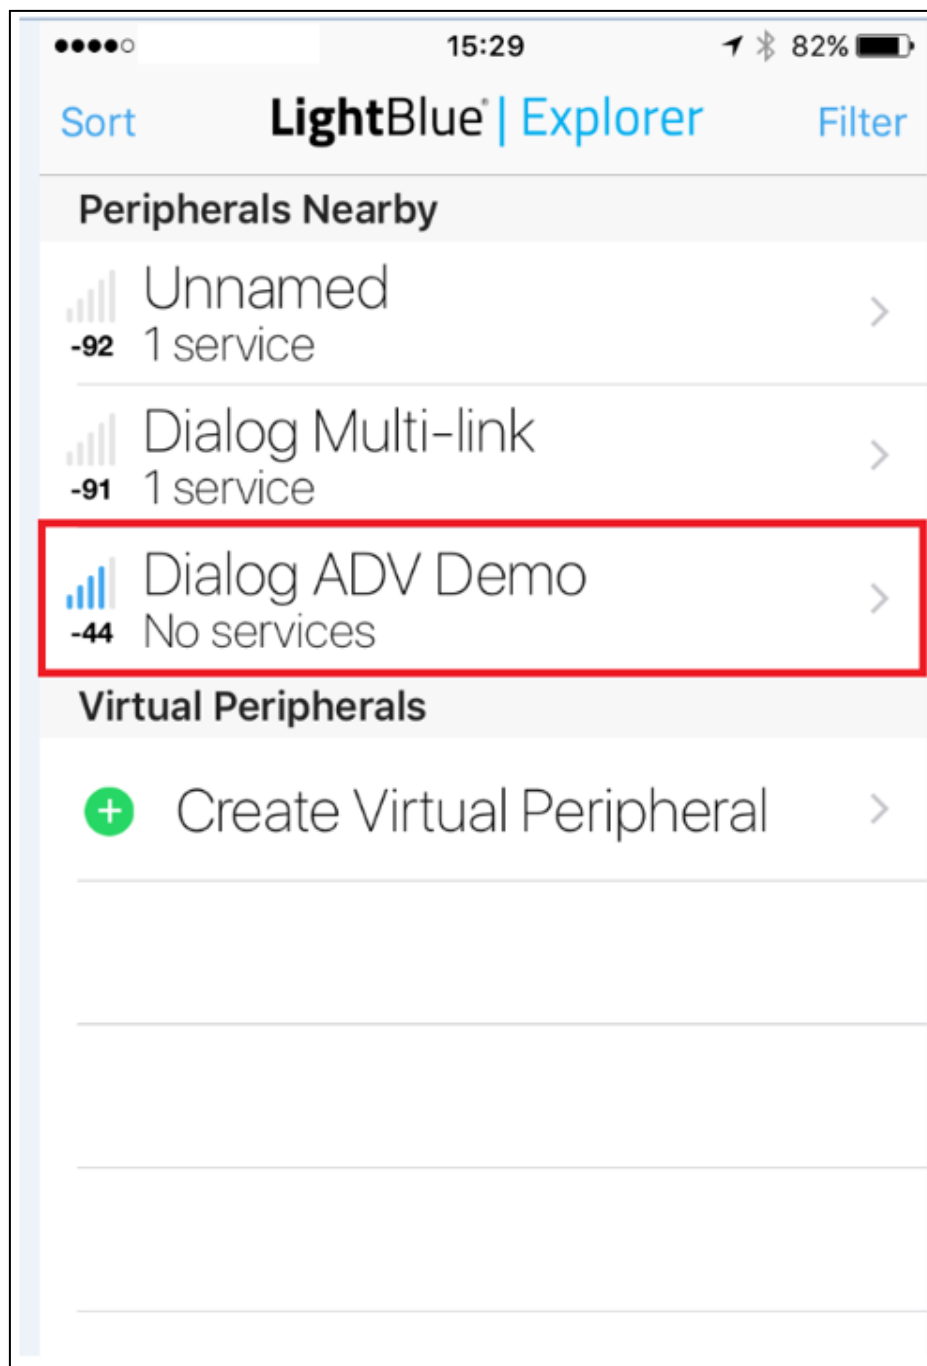 15:29 82%
Sort LightBlue® | Explorer Filter
Peripherals Nearby
Unnamed
-92 1 service
Dialog Multi-link
-91 1 service
Dialog ADV Demo
-44 No services
Virtual Peripherals
Create Virtual Peripheral